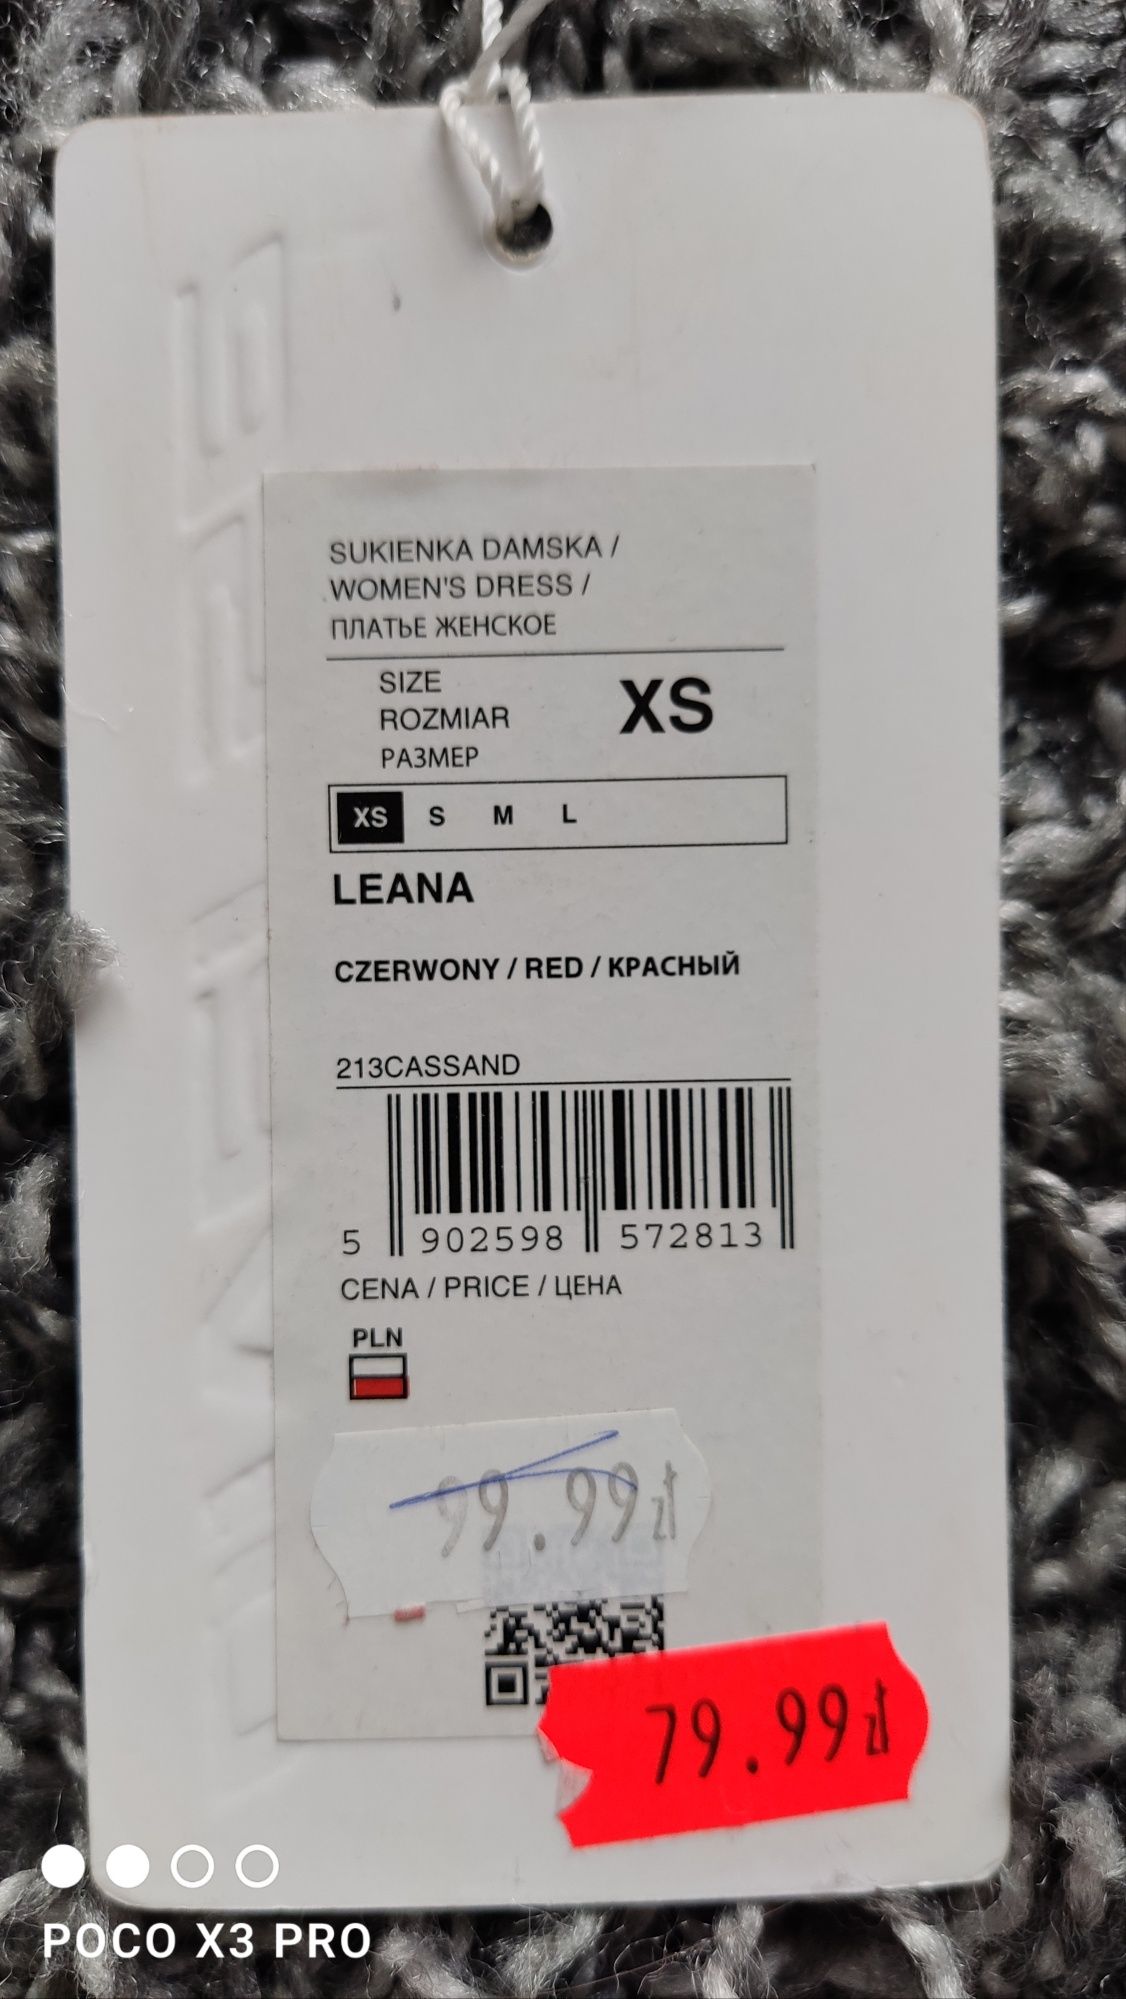 SUKIENKA DAMSKA /
WOMEN'S DRESS /
ПЛАТЬЕ ЖЕНСКОЕ
SIZE
ROZMIAR
РАЗМЕР
XS
XS S M L
LEANA
CZERWONY / RED / КРАСНЫЙ
213CASSAND
5 902598 572813
CENA / PRICE / ЦЕНА
PLN
99.99zł
79.99zł
POCO X3 PRO